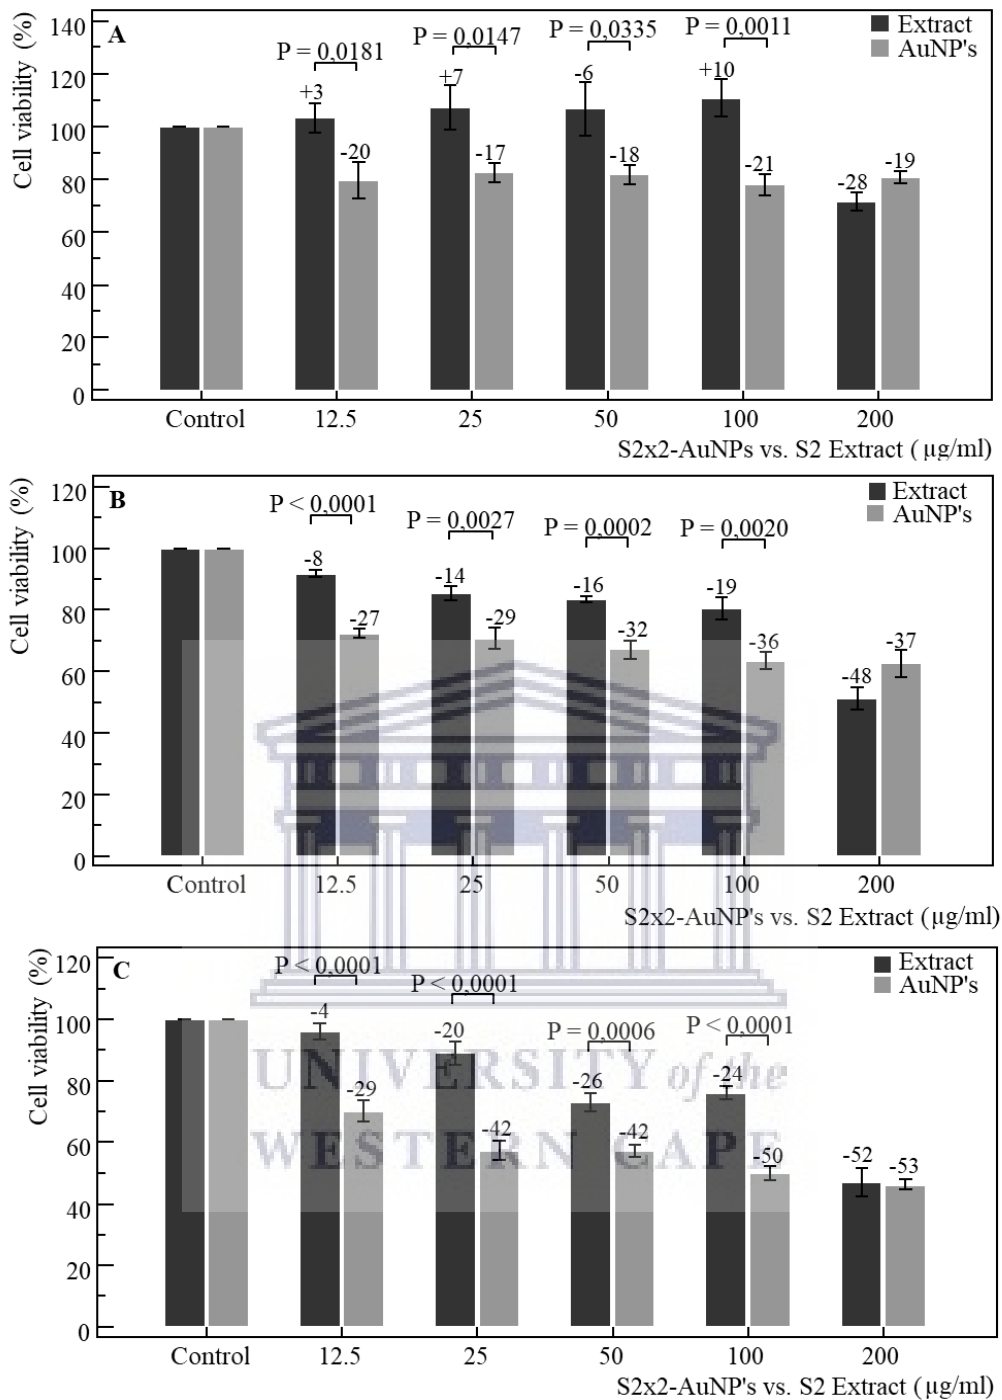 Cell viability (%)
A
Extract
AuNP's
P = 0,0181
P = 0,0147
P = 0,0335
P = 0,0011
+3
+7
-6
+10
-20
-17
-18
-21
-28
-19
140
120
100
80
60
40
20
0
Control 12.5 25 50 100 200
S2x2-AuNPs vs. S2 Extract ( µg/ml)
Cell viability (%)
B
Extract
AuNP's
P < 0,0001
P = 0,0027
P = 0,0002
P = 0,0020
-8
-14
-16
-19
-27
-29
-32
-36
-48
-37
120
100
80
60
40
20
0
Control 12.5 25 50 100 200
S2x2-AuNP's vs. S2 Extract (µg/ml)
Cell viability (%)
C
Extract
AuNP's
P < 0,0001
P < 0,0001
P = 0,0006
P < 0,0001
-4
-20
-26
-24
-29
-42
-42
-50
-52
-53
120
100
80
60
40
20
0
UNIVERSITY of the
WESTERN CAPE
Control 12.5 25 50 100 200
S2x2-AuNP's vs. S2 Extract (µg/ml)